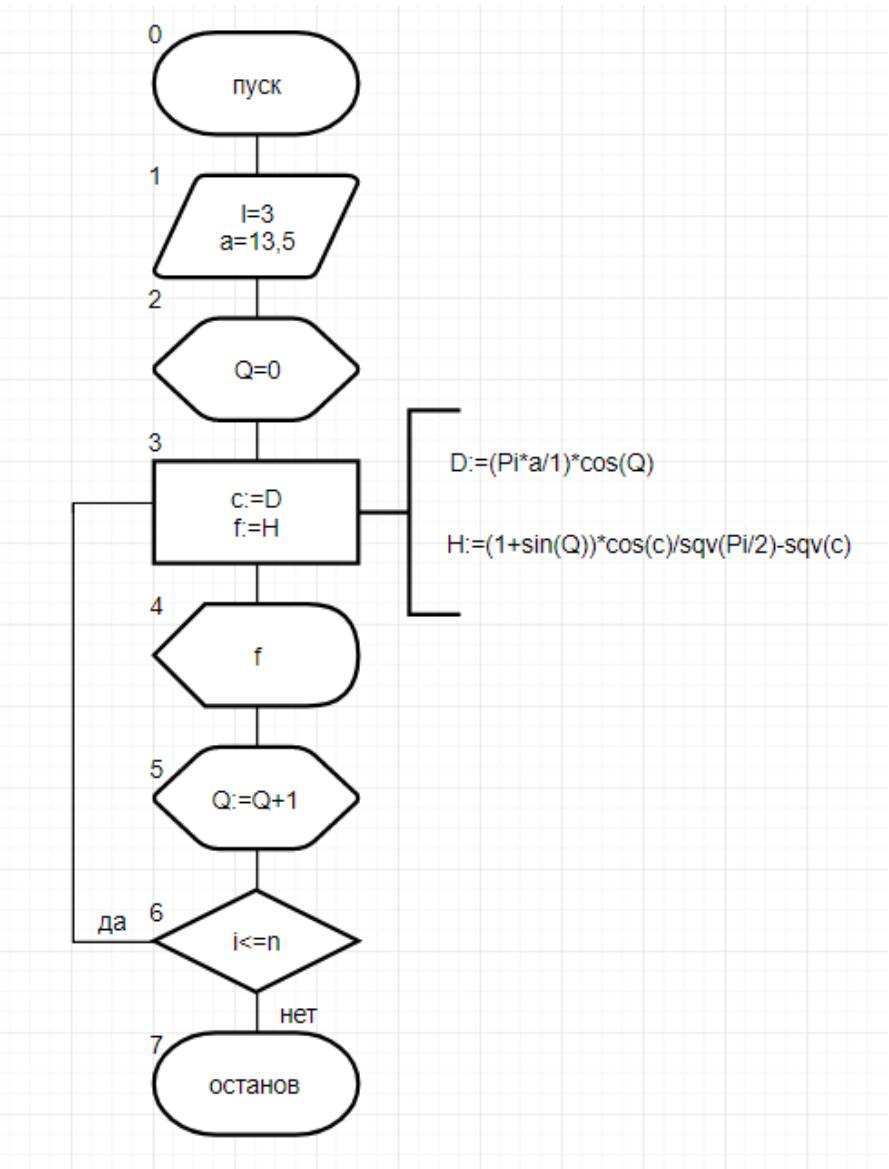 0
пуск
1
I=3
a=13,5
2
Q=0
3
c:=D
f:=H
D:=(Pi*a/1)*cos(Q)
H:=(1+sin(Q))*cos(c)/sqv(Pi/2)-sqv(c)
4
f
5
Q:=Q+1
6
да
i<=n
нет
7
останов